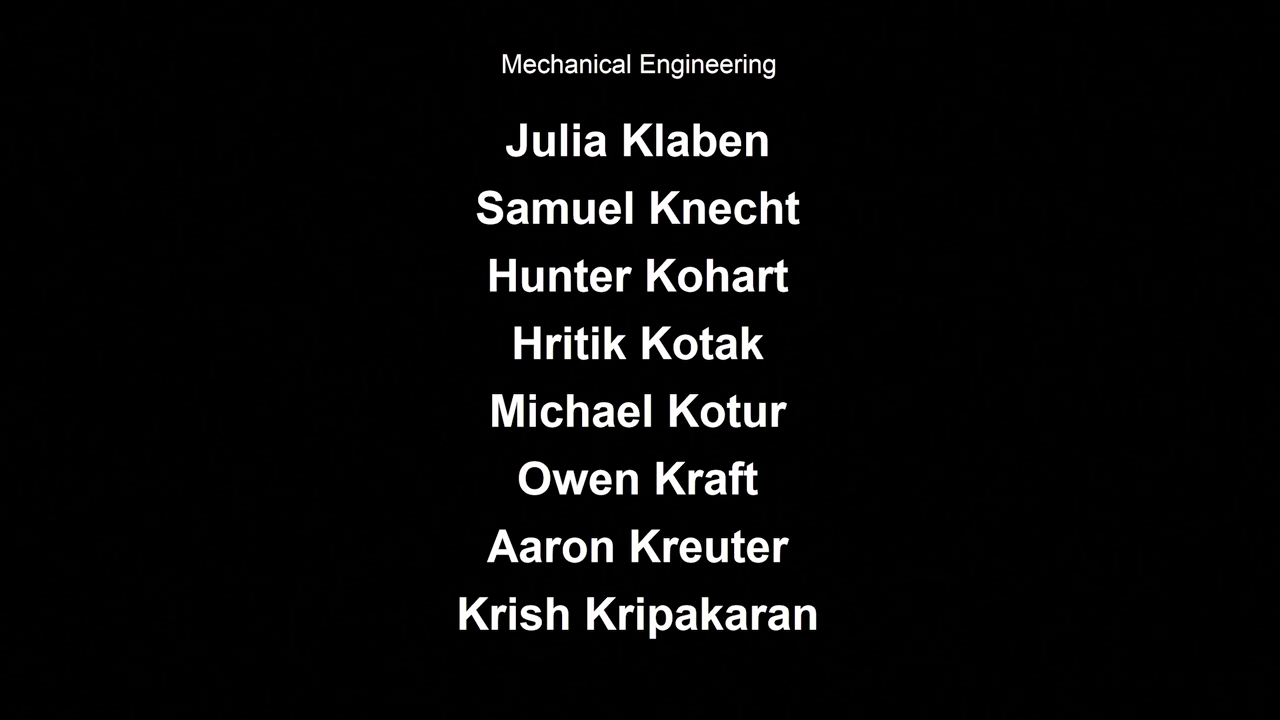 Mechanical Engineering
Julia Klaben
Samuel Knecht
Hunter Kohart
Hritik Kotak
Michael Kotur
Owen Kraft
Aaron Kreuter
Krish Kripakaran